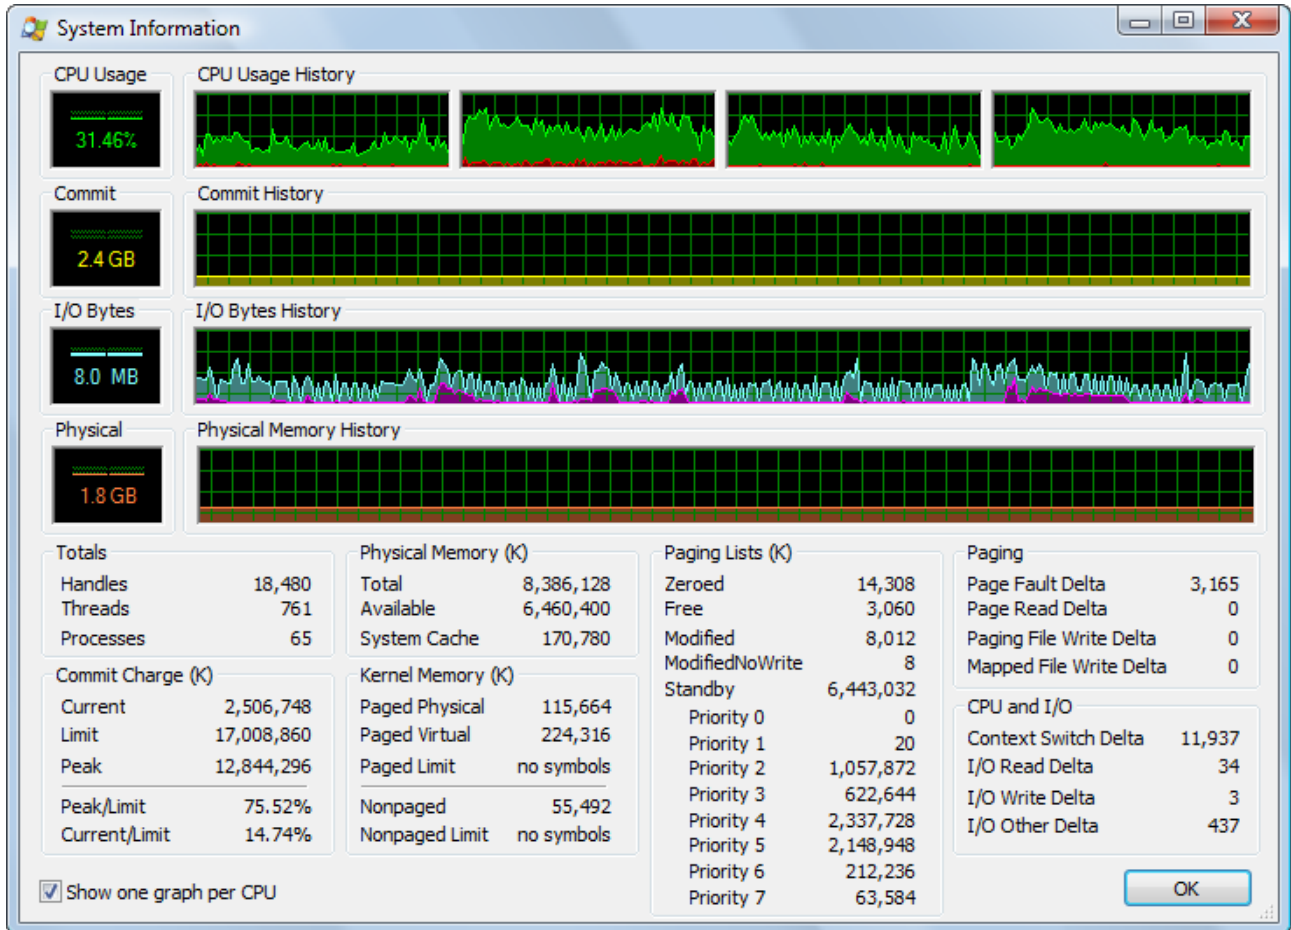 System Information
CPU Usage
CPU Usage History
31.46%
Commit
Commit History
2.4 GB
I/O Bytes
I/O Bytes History
8.0 MB
Physical
Physical Memory History
1.8 GB
Totals
Handles 18,480
Threads 761
Processes 65
Commit Charge (K)
Current 2,506,748
Limit 17,008,860
Peak 12,844,296
Peak/Limit 75.52%
Current/Limit 14.74%
Physical Memory (K)
Total 8,386,128
Available 6,460,400
System Cache 170,780
Kernel Memory (K)
Paged Physical 115,664
Paged Virtual 224,316
Paged Limit no symbols
Nonpaged 55,492
Nonpaged Limit no symbols
Paging Lists (K)
Zeroed 14,308
Free 3,060
Modified 8,012
ModifiedNoWrite 8
Standby 6,443,032
Priority 0 0
Priority 1 20
Priority 2 1,057,872
Priority 3 622,644
Priority 4 2,337,728
Priority 5 2,148,948
Priority 6 212,236
Priority 7 63,584
Paging
Page Fault Delta 3,165
Page Read Delta 0
Paging File Write Delta 0
Mapped File Write Delta 0
CPU and I/O
Context Switch Delta 11,937
I/O Read Delta 34
I/O Write Delta 3
I/O Other Delta 437
Show one graph per CPU
OK